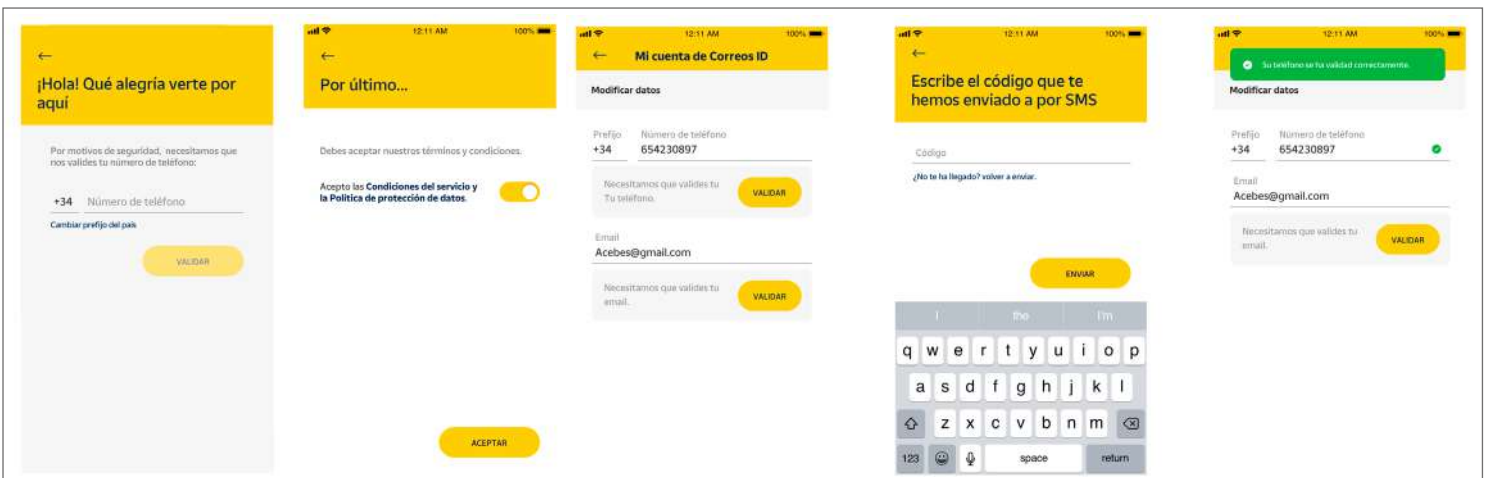 ←
¡Hola! Qué alegría verte por
aquí
Por motivos de seguridad, necesitamos que
nos valides tu número de teléfono:
+34 Número de teléfono
Cambiar prefijo del país
VALIDAR
12:11 AM 100%
←
Por último...
Debes aceptar nuestros términos y condiciones.
Acepto las Condiciones del servicio y
la Política de protección de datos.
ACEPTAR
12:11 AM 100%
← Mi cuenta de Correos ID
Modificar datos
Prefijo Número de teléfono
+34 654230897
Necesitamos que valides tu
Tu teléfono.
VALIDAR
Email
Acebes@gmail.com
Necesitamos que valides tu
email.
VALIDAR
12:11 AM 100%
←
Escribe el código que te
hemos enviado a por SMS
Código
¿No te ha llegado? volver a enviar.
ENVIAR
I the I'm
q w e r t y u i o p
a s d f g h j k l
z x c v b n m
123 space return
12:11 AM 100%
Su teléfono se ha validad correctamente.
Modificar datos
Prefijo Número de teléfono
+34 654230897
Email
Acebes@gmail.com
Necesitamos que valides tu
email.
VALIDAR